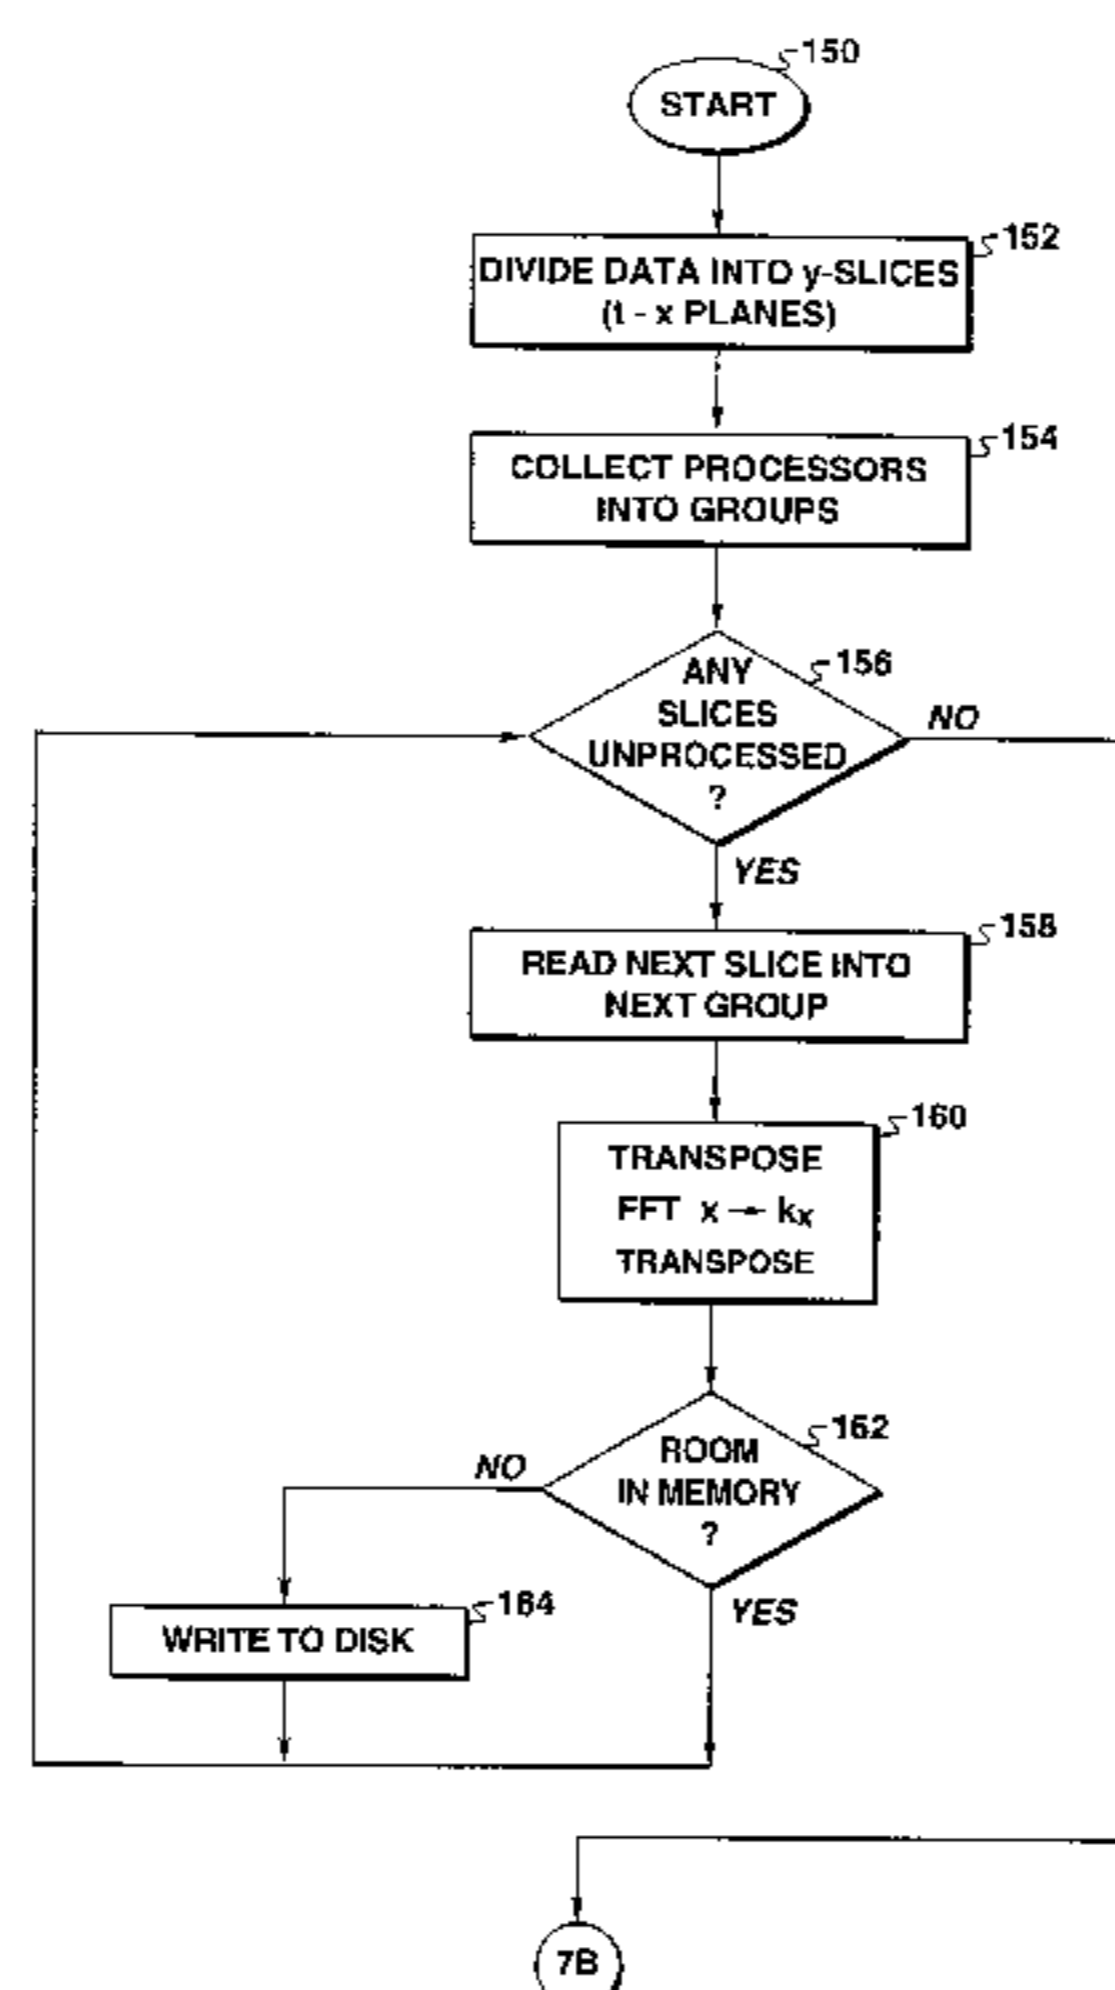 150
START
152
DIVIDE DATA INTO y-SLICES
(t - x PLANES)
154
COLLECT PROCESSORS
INTO GROUPS
156
ANY
SLICES
UNPROCESSED
?
NO
YES
158
READ NEXT SLICE INTO
NEXT GROUP
160
TRANSPOSE
FFT x → kx
TRANSPOSE
162
ROOM
IN MEMORY
?
NO
YES
164
WRITE TO DISK
7B